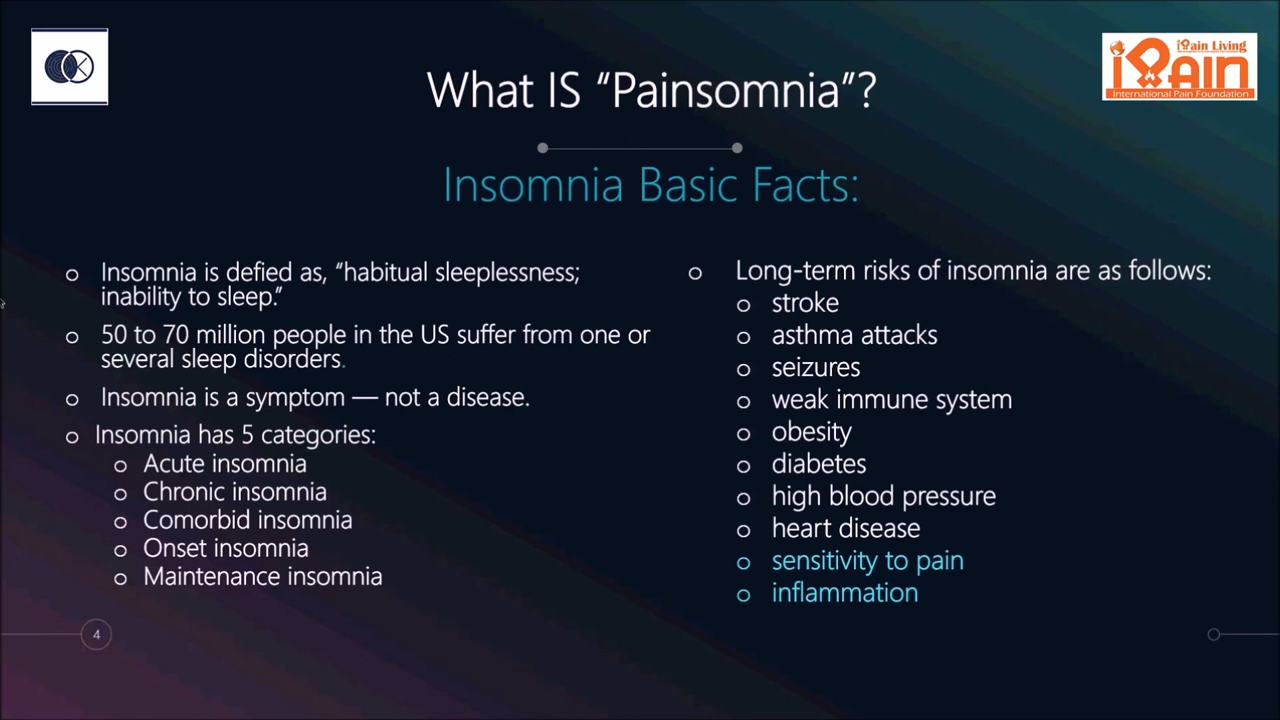 What IS “Painsomnia”?
iPain Living
iPain
International Pain Foundation
Insomnia Basic Facts:
Insomnia is defied as, “habitual sleeplessness;
inability to sleep.”
50 to 70 million people in the US suffer from one or
several sleep disorders.
Insomnia is a symptom — not a disease.
Insomnia has 5 categories:
Acute insomnia
Chronic insomnia
Comorbid insomnia
Onset insomnia
Maintenance insomnia
Long-term risks of insomnia are as follows:
stroke
asthma attacks
seizures
weak immune system
obesity
diabetes
high blood pressure
heart disease
sensitivity to pain
inflammation
4